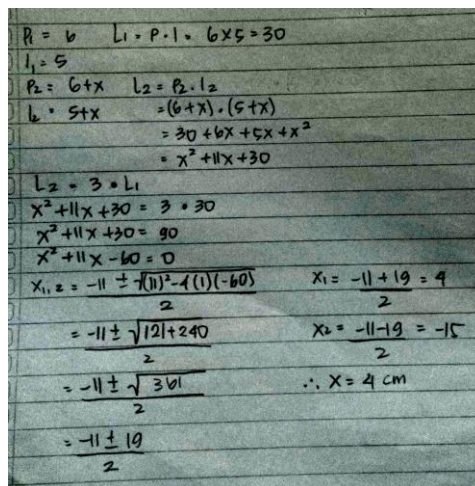 P₁ = 6 L₁ = P . l = 6 x 5 = 30
l₁ = 5
P₂ = 6+x L₂ = P₂ . l₂
l₂ = 5+x = (6+x) . (5+x)
= 30 + 6x + 5x + x²
= x² + 11x + 30
L₂ = 3 • L₁
x² + 11x + 30 = 3 • 30
x² + 11x + 30 = 90
x² + 11x - 60 = 0
x₁,₂ = -11 ± √(11)² - 4(1)(-60) / 2 x₁ = -11 + 19 / 2 = 4
= -11 ± √121 + 240 / 2 x₂ = -11 - 19 / 2 = -15
= -11 ± √361 / 2 ∴ x = 4 cm
= -11 ± 19 / 2